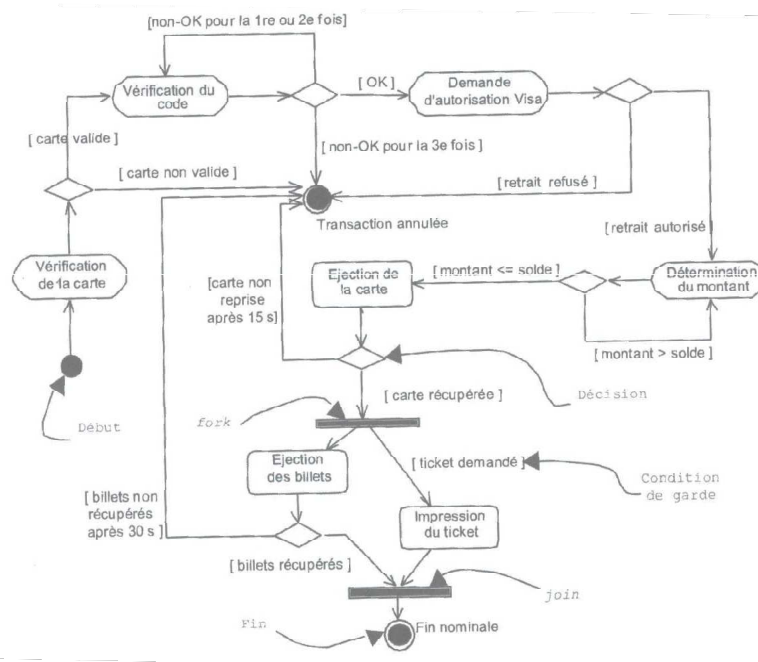 [non-OK pour la 1re ou 2e fois]
Vérification du
code
[ OK ]
Demande
d'autorisation Visa
[ carte valide ]
[ non-OK pour la 3e fois ]
[ carte non valide ]
[ retrait refusé ]
Transaction annulée
[ retrait autorisé ]
Vérification
de la carte
[carte non
reprise
après 15 s]
Ejection de
la carte
[ montant <= solde ]
Détermination
du montant
[ montant > solde ]
Décision
[ carte récupérée ]
fork
Début
Ejection
des billets
[ ticket demandé ]
Condition
de garde
[ billets non
récupérés
après 30 s ]
Impression
du ticket
[ billets récupérés ]
join
Fin
Fin nominale